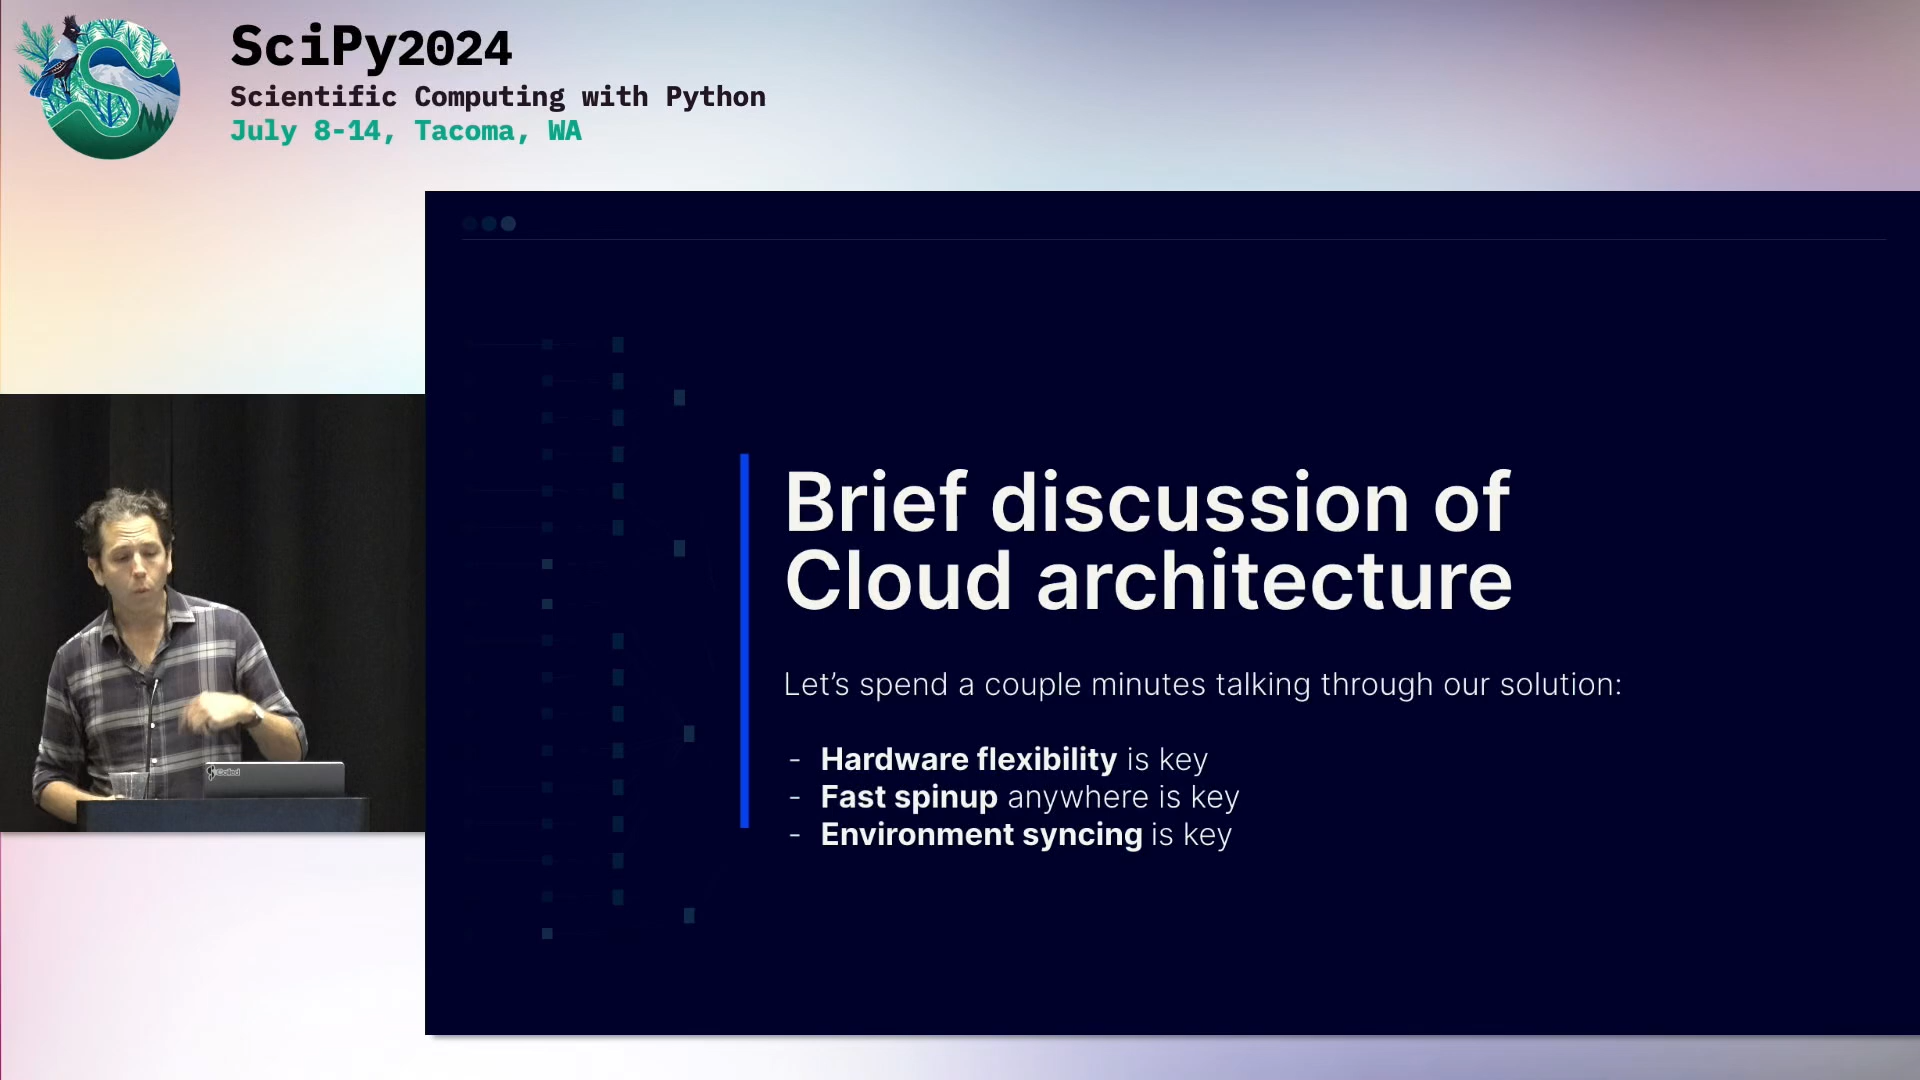 SciPy2024
Scientific Computing with Python
July 8-14, Tacoma, WA
Brief discussion of
Cloud architecture
Let’s spend a couple minutes talking through our solution:
- Hardware flexibility is key
- Fast spinup anywhere is key
- Environment syncing is key